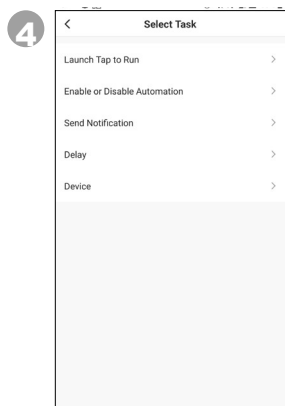 4
Select Task
Launch Tap to Run
Enable or Disable Automation
Send Notification
Delay
Device